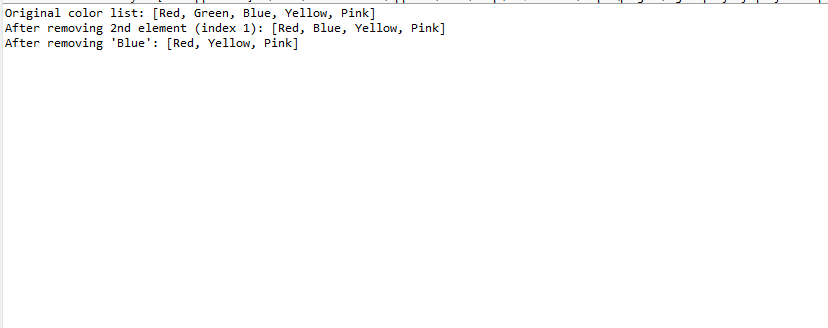 Original color list: [Red, Green, Blue, Yellow, Pink]
After removing 2nd element (index 1): [Red, Blue, Yellow, Pink]
After removing 'Blue': [Red, Yellow, Pink]